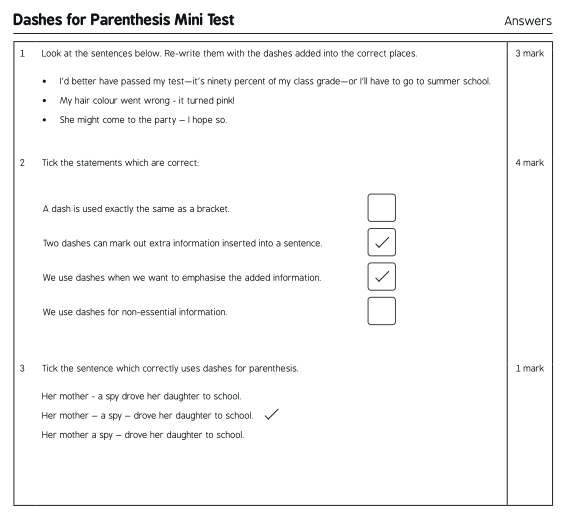 Dashes for Parenthesis Mini Test
Answers
1
Look at the sentences below. Re-write them with the dashes added into the correct places.
3 mark
• I'd better have passed my test—it's ninety percent of my class grade—or I'll have to go to summer school.
• My hair colour went wrong - it turned pink!
• She might come to the party – I hope so.
2
Tick the statements which are correct:
4 mark
A dash is used exactly the same as a bracket.
Two dashes can mark out extra information inserted into a sentence.
We use dashes when we want to emphasise the added information.
We use dashes for non-essential information.
3
Tick the sentence which correctly uses dashes for parenthesis.
1 mark
Her mother - a spy drove her daughter to school.
Her mother – a spy – drove her daughter to school.
Her mother a spy – drove her daughter to school.